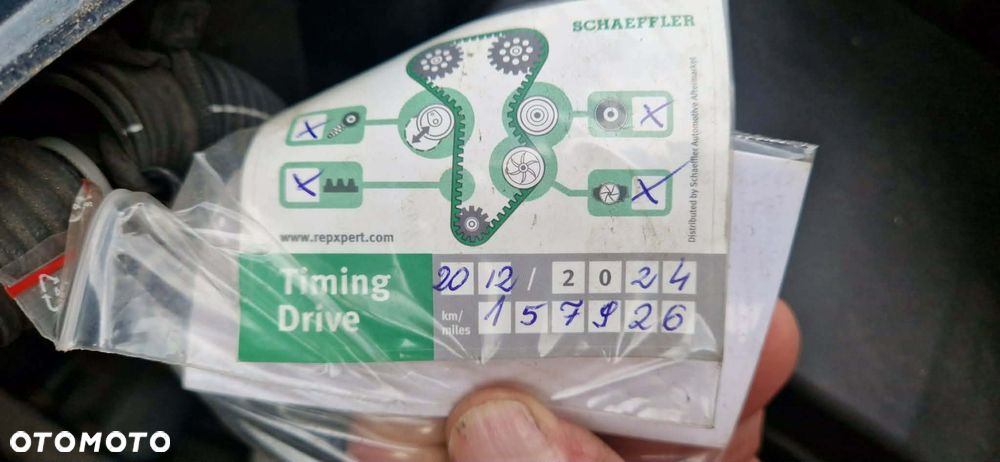 SCHAEFFLER
X
X
X
X
www.repxpert.com
Distributed by Schaeffler Automotive Aftermarket
Timing
Drive
20 12 / 2024
km/
miles
157926
OTOMOTO